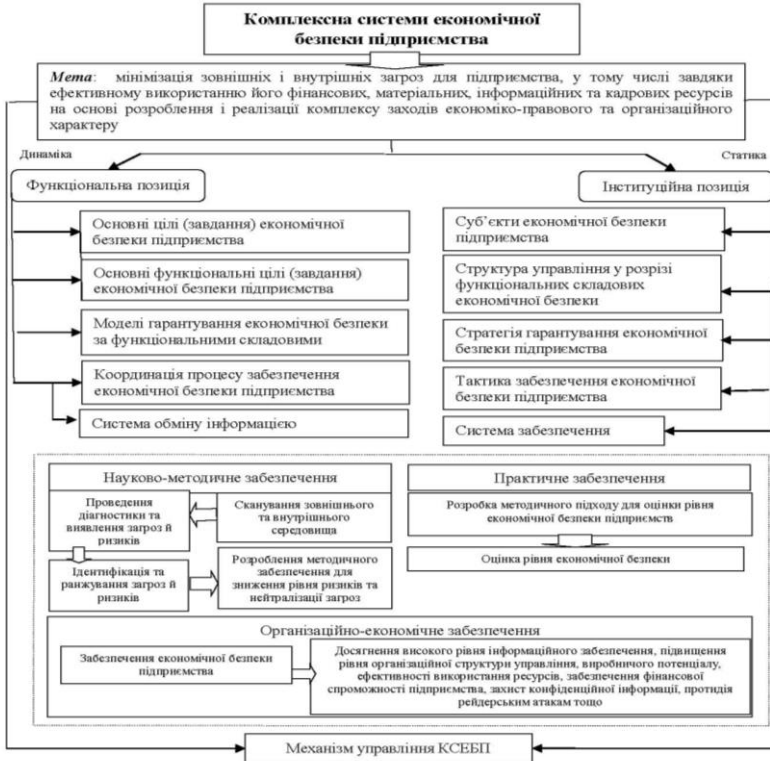 Комплексна системи економічної
безпеки підприємства
Мета: мінімізація зовнішніх і внутрішніх загроз для підприємства, у тому числі завдяки
ефективному використанню його фінансових, матеріальних, інформаційних та кадрових ресурсів
на основі розроблення і реалізації комплексу заходів економіко-правового та організаційного
характеру
Динаміка
Статика
Функціональна позиція
Інституційна позиція
Основні цілі (завдання) економічної
безпеки підприємства
Основні функціональні цілі (завдання)
економічної безпеки підприємства
Моделі гарантування економічної безпеки
за функціональними складовими
Координація процесу забезпечення
економічної безпеки підприємства
Система обміну інформацією
Суб’єкти економічної безпеки
підприємства
Структура управління у розрізі
функціональних складових
економічної безпеки
Стратегія гарантування економічної
безпеки підприємства
Тактика забезпечення економічної
безпеки підприємства
Система забезпечення
Науково-методичне забезпечення
Проведення
діагностики та
виявлення загроз й
ризиків
Сканування зовнішнього
та внутрішнього
середовища
Ідентифікація та
ранжування загроз й
ризиків
Розроблення методичного
забезпечення для
зниження рівня ризиків та
нейтралізації загроз
Практичне забезпечення
Розробка методичного підходу для оцінки рівня
економічної безпеки підприємств
Оцінка рівня економічної безпеки
Організаційно-економічне забезпечення
Забезпечення економічної безпеки
підприємства
Досягнення високого рівня інформаційного забезпечення, підвищення
рівня організаційної структури управління, виробничого потенціалу,
ефективності використання ресурсів, забезпечення фінансової
спроможності підприємства, захист конфіденційної інформації, протидія
рейдерським атакам тощо
Механізм управління КСЕБП